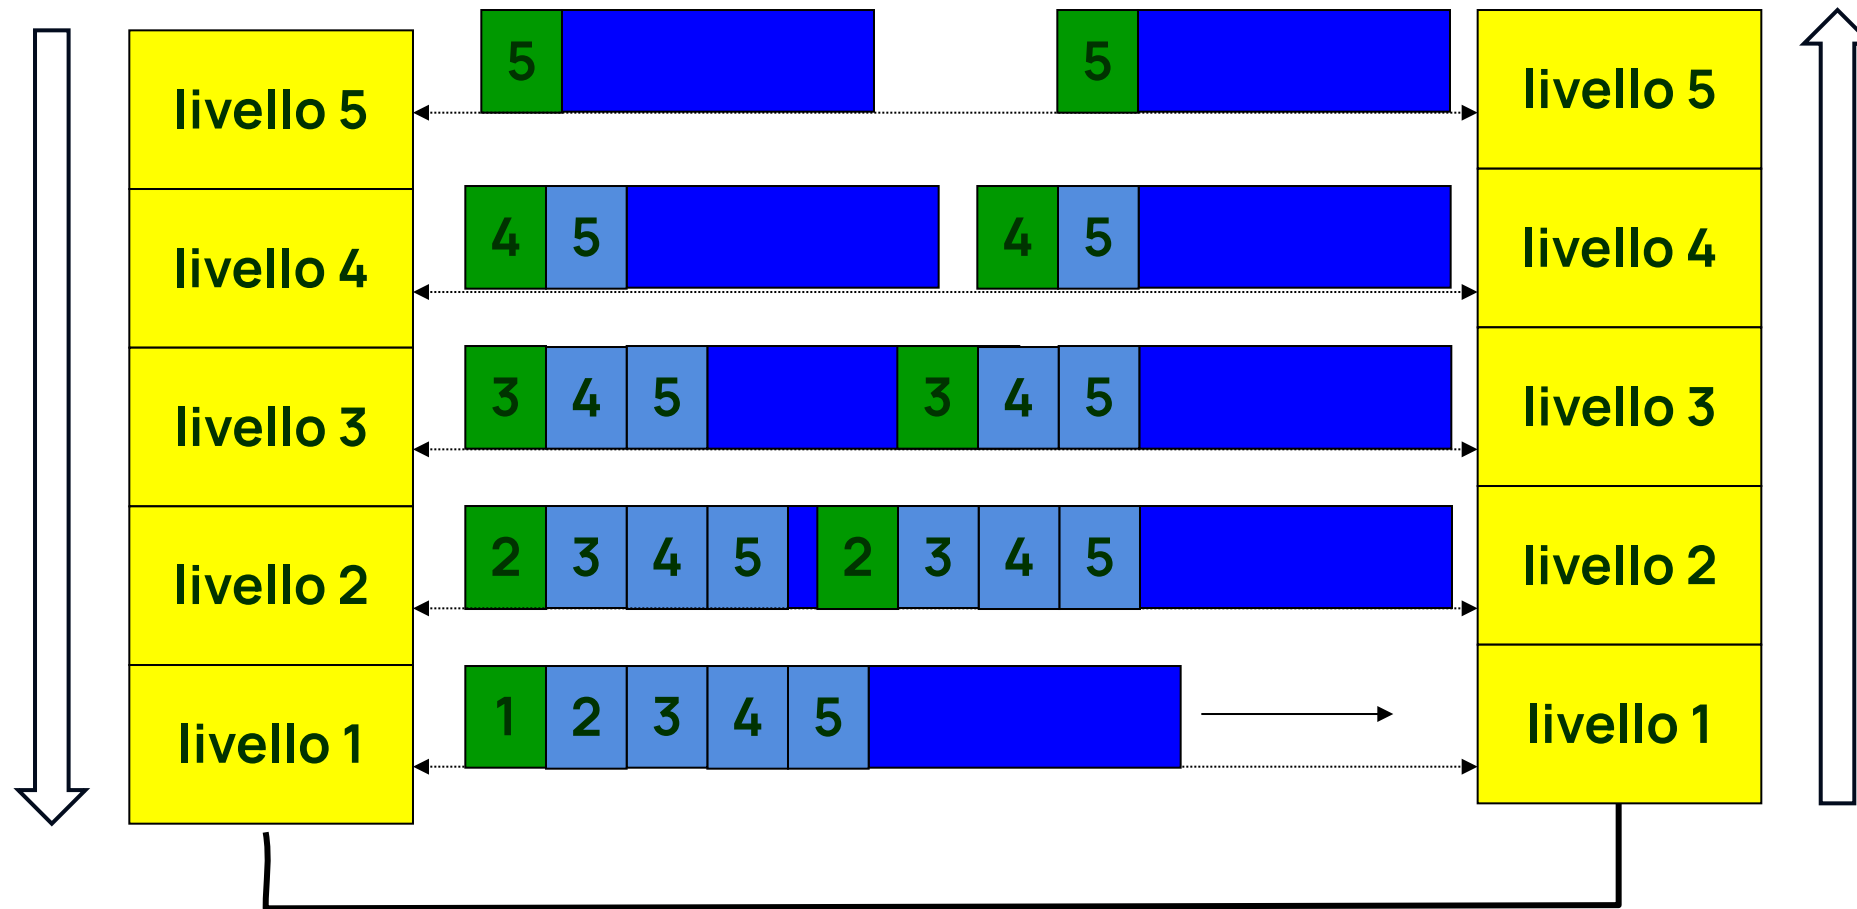 5 5
livello 5 livello 5
4 5 4 5
livello 4 livello 4
3 4 5 3 4 5
livello 3 livello 3
2 3 4 5 2 3 4 5
livello 2 livello 2
1 2 3 4 5
livello 1 livello 1